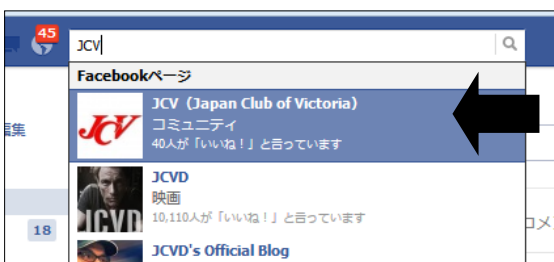 45
JCV
Facebookページ
JCV
JCV（Japan Club of Victoria）
コミュニティ
40人が「いいね！」と言っています
編集
JCVD
JCVD
映画
10,110人が「いいね！」と言っています
18
コメ
JCVD's Official Blog